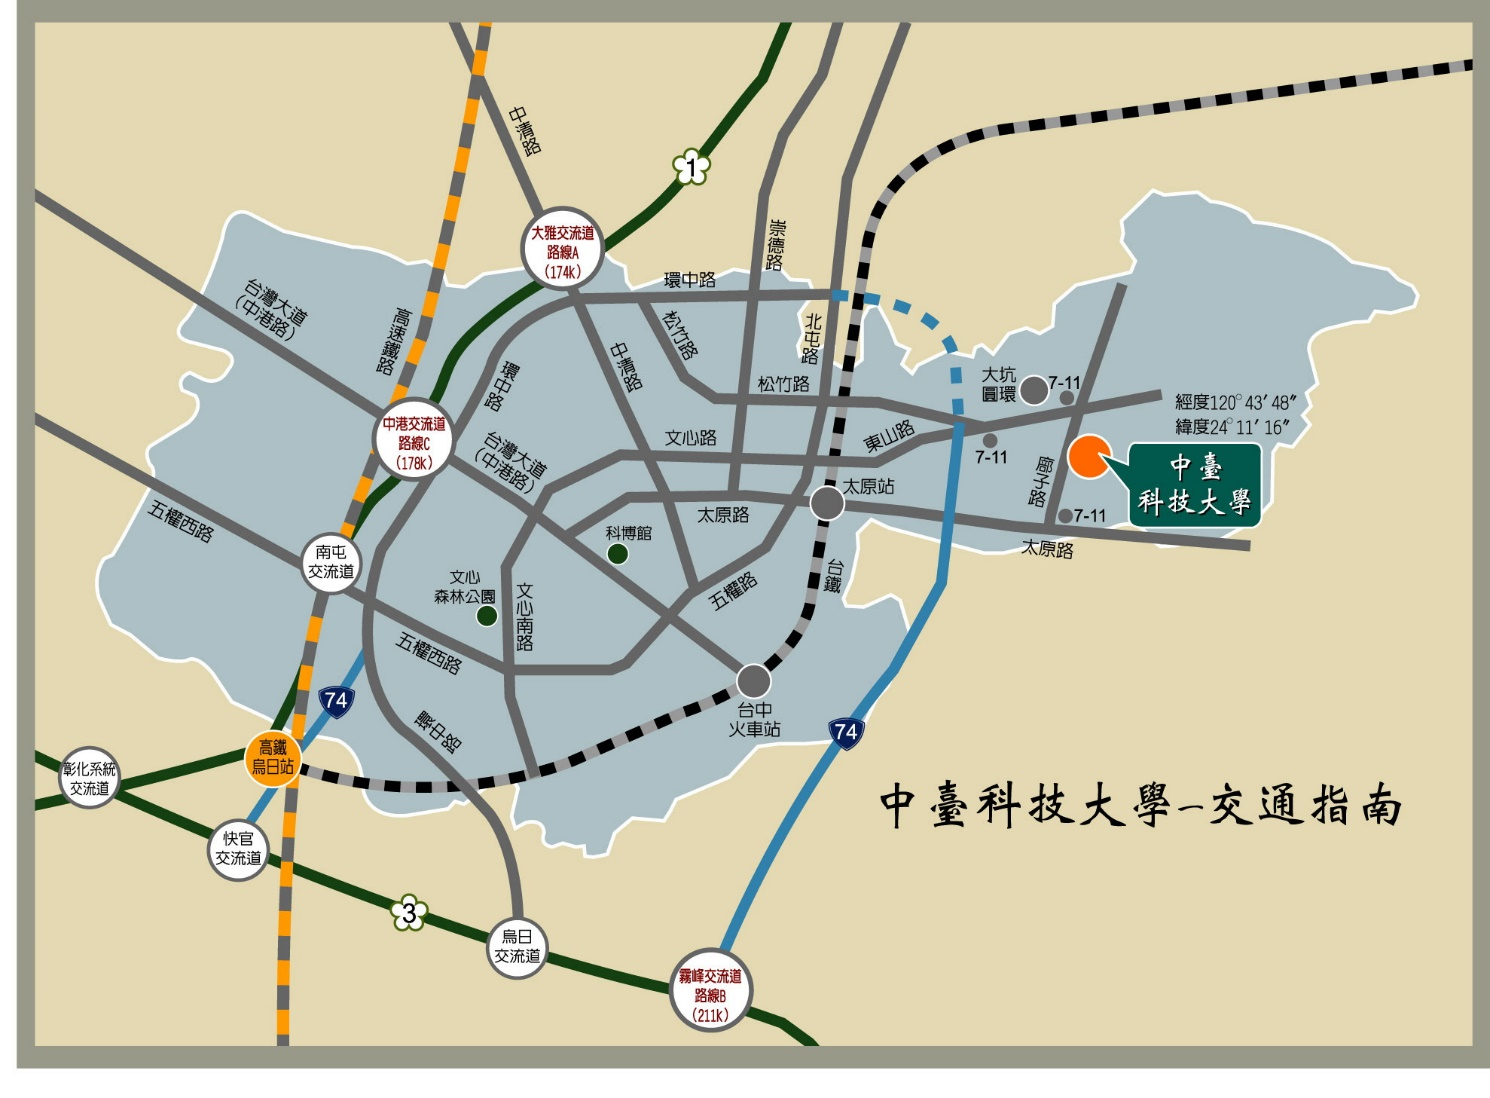 中清路
1
大雅交流道
路線A
(174K)
崇德路
環中路
台灣大道
(中港路)
高速鐵路
松竹路
北屯路
中清路
環中路
松竹路
大坑
圓環
7-11
經度120°43′48″
緯度24°11′16″
中港交流道
路線C
(178K)
台灣大道
(中港路)
文心路
東山路
7-11
廍子路
中臺
科技大學
太原站
太原路
7-11
太原路
五權西路
科博館
南屯
交流道
文心
森林公園
文心南路
五權路
台鐵
五權西路
74
環中路
台中
火車站
74
高鐵
烏日站
彰化系統
交流道
中臺科技大學-交通指南
快官
交流道
3
烏日
交流道
霧峰交流道
路線B
(211K)